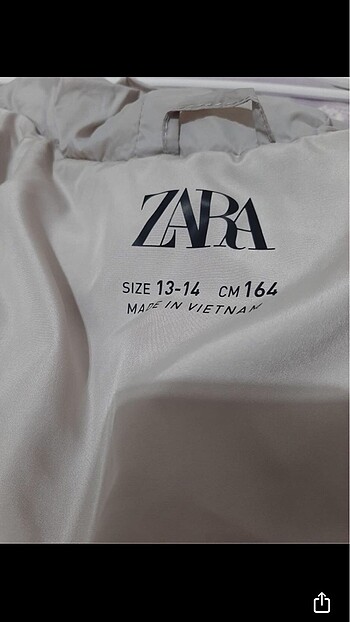 ZARA
SIZE 13-14 CM 164
MADE IN VIETNAM